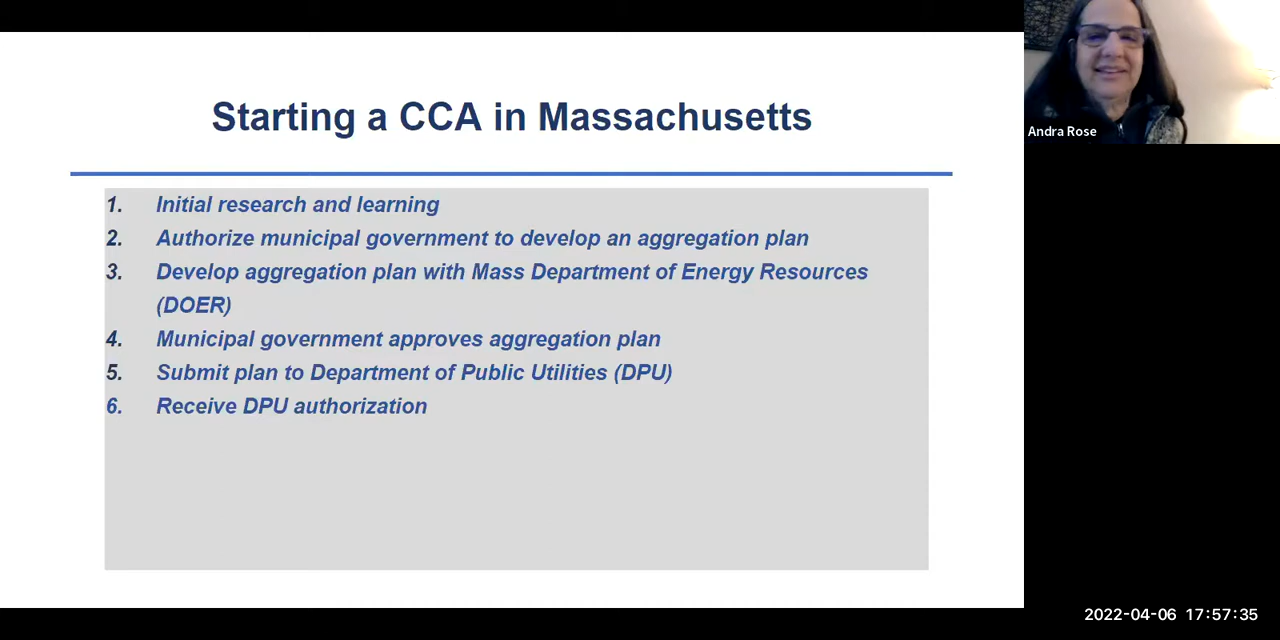 Starting a CCA in Massachusetts
Andra Rose
1. Initial research and learning
2. Authorize municipal government to develop an aggregation plan
3. Develop aggregation plan with Mass Department of Energy Resources
(DOER)
4. Municipal government approves aggregation plan
5. Submit plan to Department of Public Utilities (DPU)
6. Receive DPU authorization
2022-04-06 17:57:35